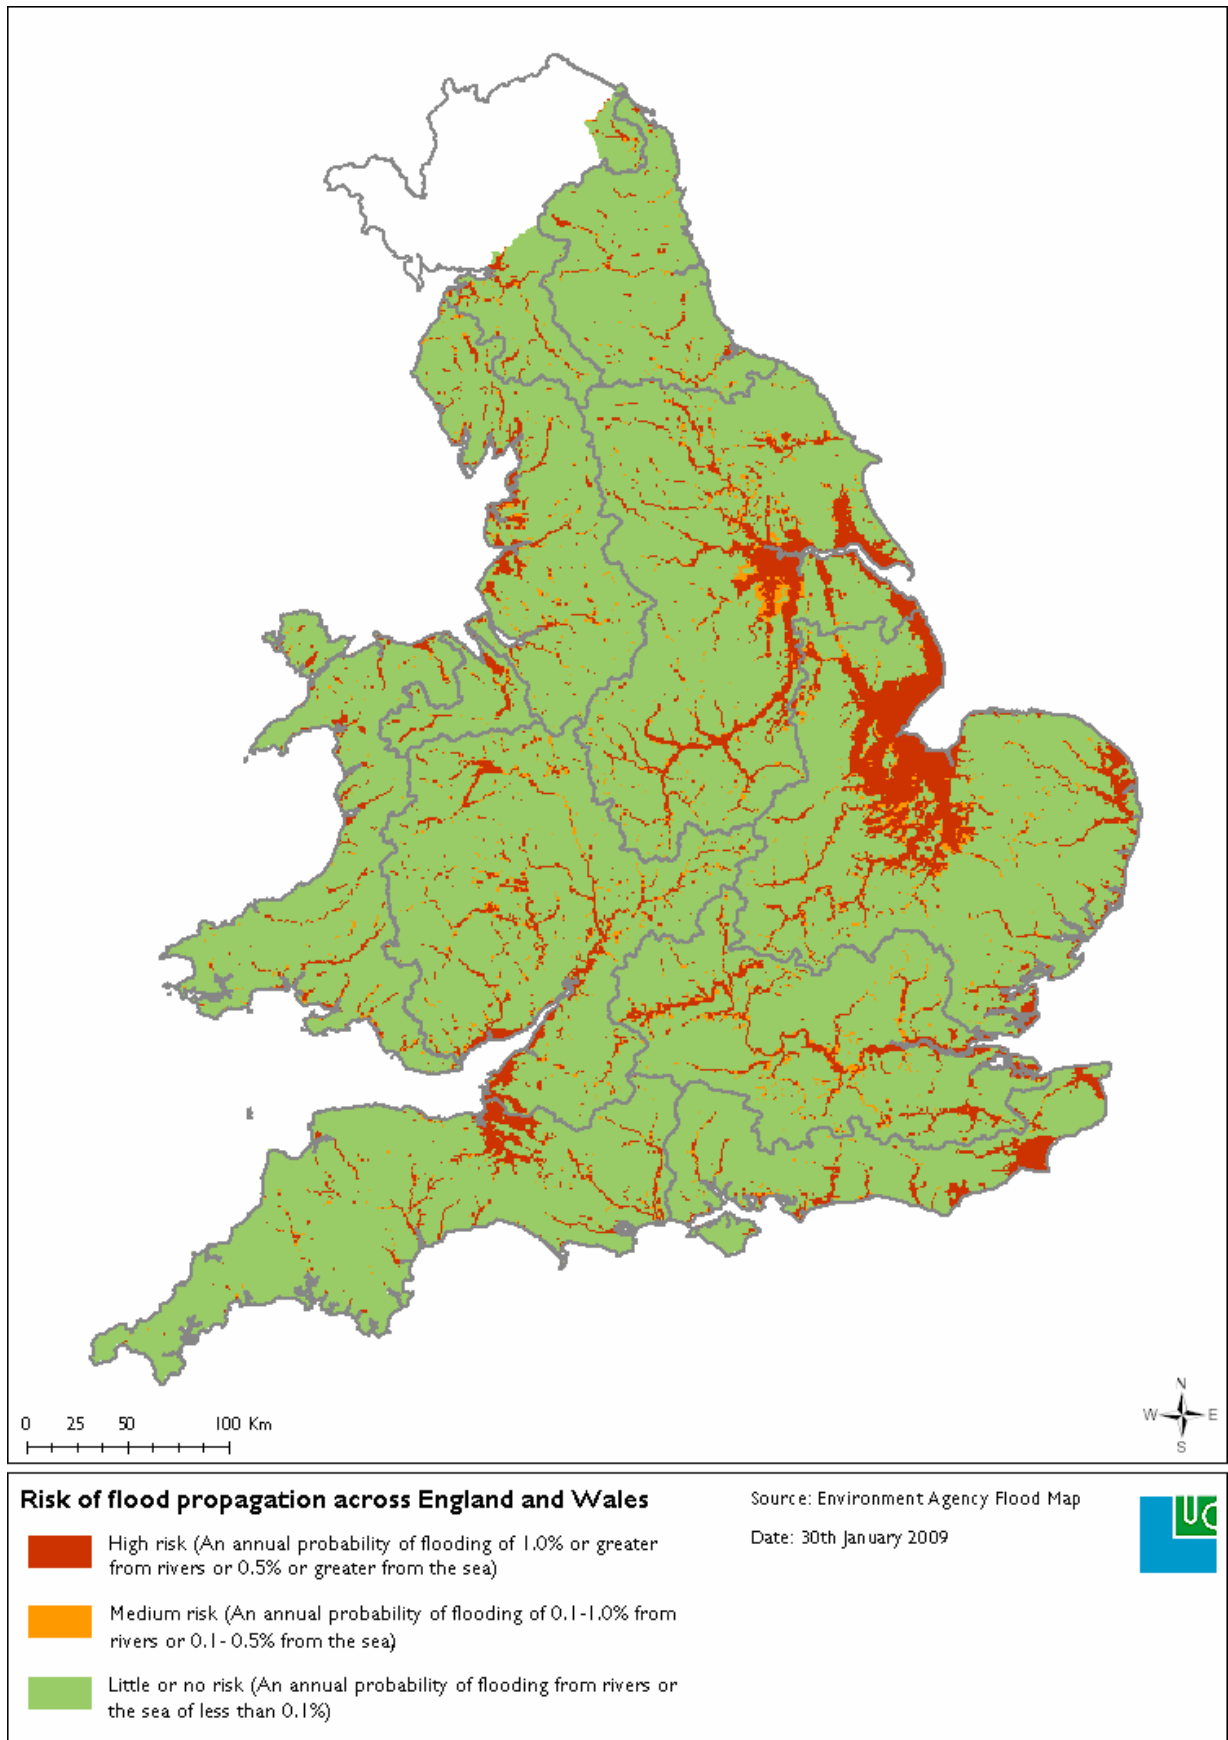 N
W E
S
0 25 50 100 Km
Risk of flood propagation across England and Wales
High risk (An annual probability of flooding of 1.0% or greater
from rivers or 0.5% or greater from the sea)
Medium risk (An annual probability of flooding of 0.1-1.0% from
rivers or 0.1- 0.5% from the sea)
Little or no risk (An annual probability of flooding from rivers or
the sea of less than 0.1%)
Source: Environment Agency Flood Map
Date: 30th January 2009